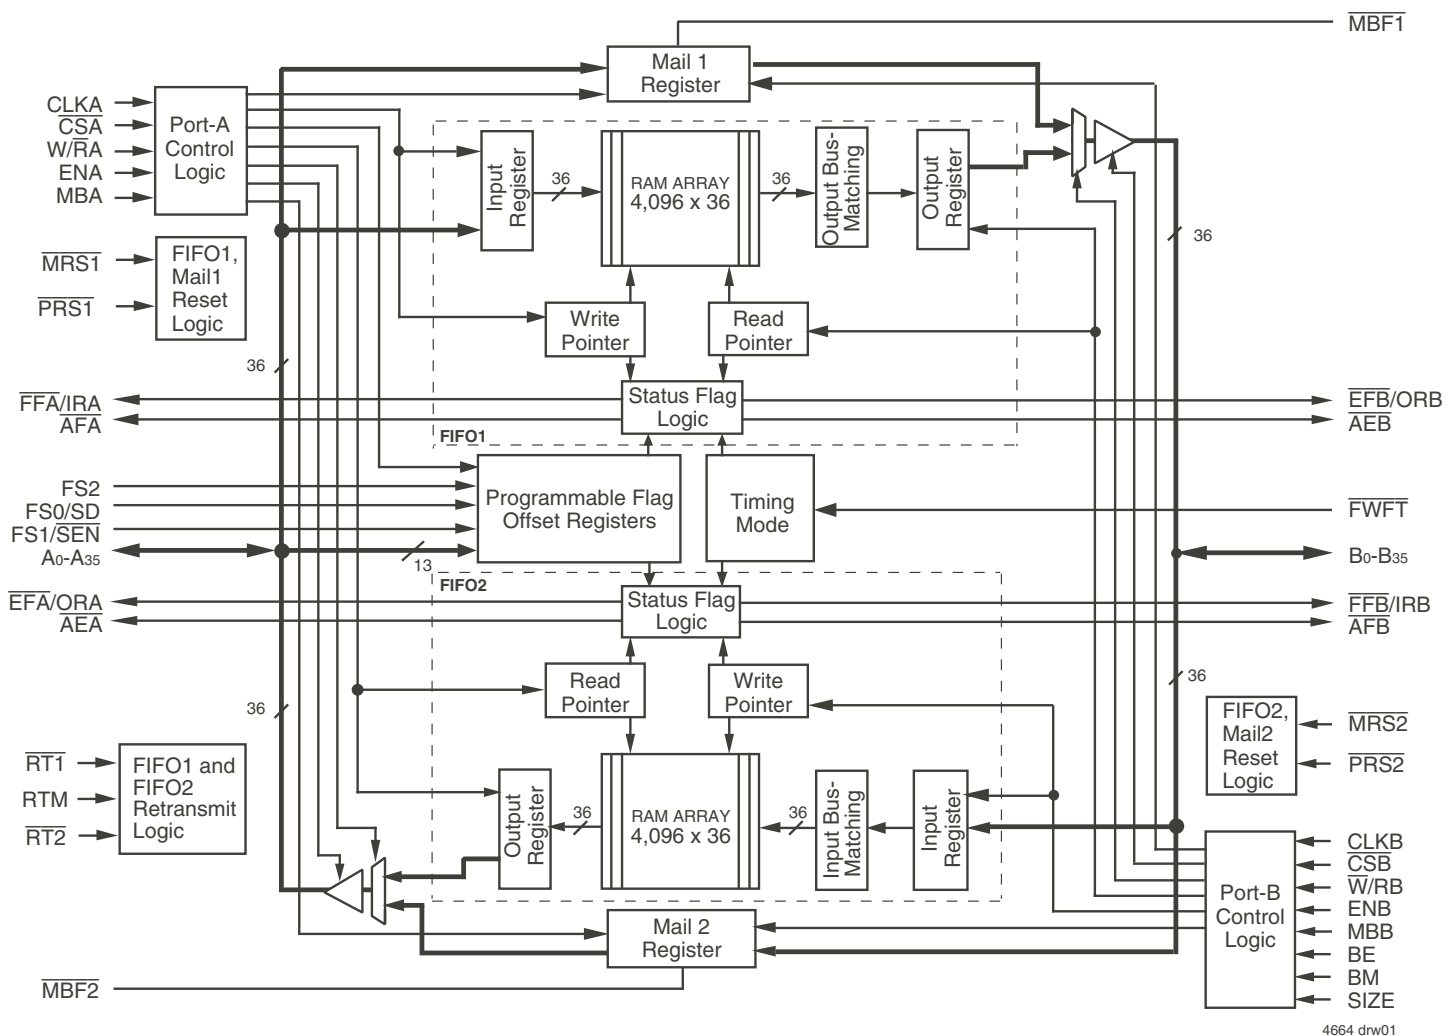 MBF1
Mail 1
Register
CLKA
CSA
W/RA
ENA
MBA
Port-A
Control
Logic
Input
Register
36
RAM ARRAY
4,096 x 36
36
Output Bus-
Matching
Output
Register
36
MRS1
PRS1
FIFO1,
Mail1
Reset
Logic
Write
Pointer
Read
Pointer
36
FFA/IRA
AFA
Status Flag
Logic
EFB/ORB
AEB
FIFO1
FS2
FS0/SD
FS1/SEN
A0-A35
Programmable Flag
Offset Registers
Timing
Mode
FWFT
B0-B35
13
FIFO2
EFA/ORA
AEA
Status Flag
Logic
FFB/IRB
AFB
Read
Pointer
Write
Pointer
36
36
FIFO2,
Mail2
Reset
Logic
MRS2
PRS2
RT1
RTM
RT2
FIFO1 and
FIFO2
Retransmit
Logic
Output
Register
36
RAM ARRAY
4,096 x 36
36
Input Bus-
Matching
Input
Register
Port-B
Control
Logic
CLKB
CSB
W/RB
ENB
MBB
BE
BM
SIZE
Mail 2
Register
MBF2
4664 drw01